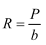 R = P/b